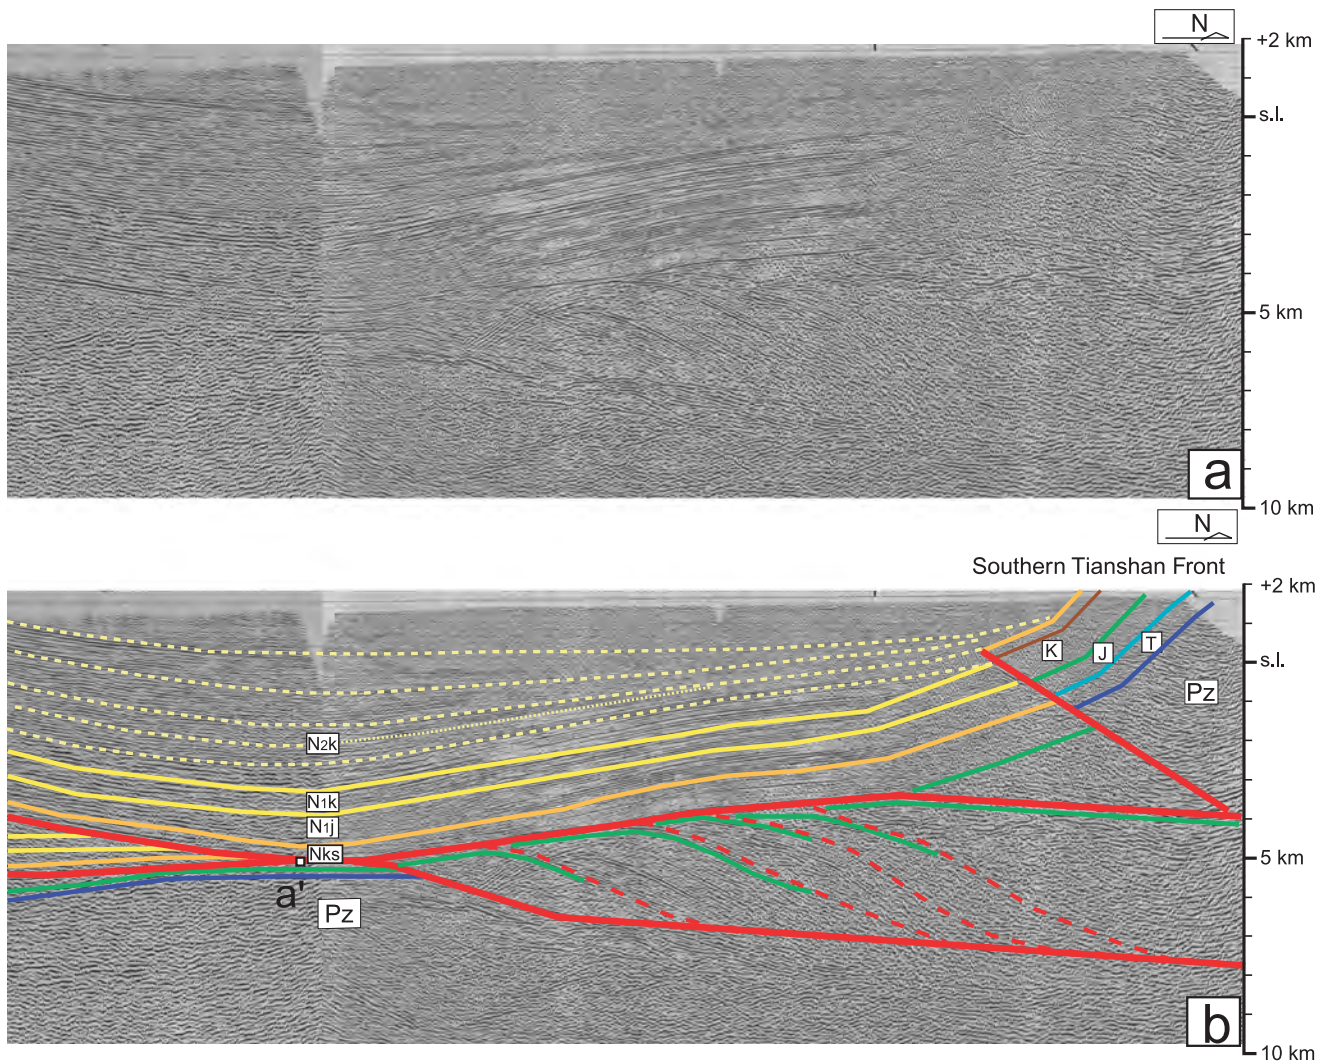 N
+2 km
s.l.
5 km
a
10 km
N
Southern Tianshan Front
+2 km
K
J
T
s.l.
Pz
N2k
N1k
N1j
Nks
5 km
a'
Pz
b
10 km